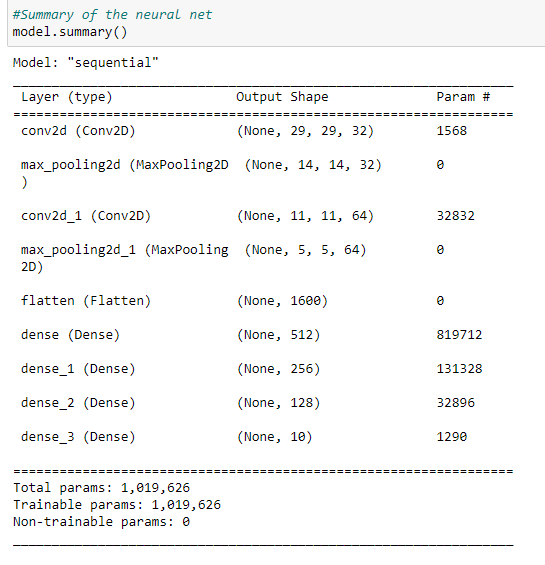 #Summary of the neural net
model.summary()
Model: "sequential"
_________________________________________________________________
Layer (type) Output Shape Param #
=================================================================
conv2d (Conv2D) (None, 29, 29, 32) 1568
max_pooling2d (MaxPooling2D (None, 14, 14, 32) 0
)
conv2d_1 (Conv2D) (None, 11, 11, 64) 32832
max_pooling2d_1 (MaxPooling (None, 5, 5, 64) 0
2D)
flatten (Flatten) (None, 1600) 0
dense (Dense) (None, 512) 819712
dense_1 (Dense) (None, 256) 131328
dense_2 (Dense) (None, 128) 32896
dense_3 (Dense) (None, 10) 1290
=================================================================
Total params: 1,019,626
Trainable params: 1,019,626
Non-trainable params: 0
_________________________________________________________________